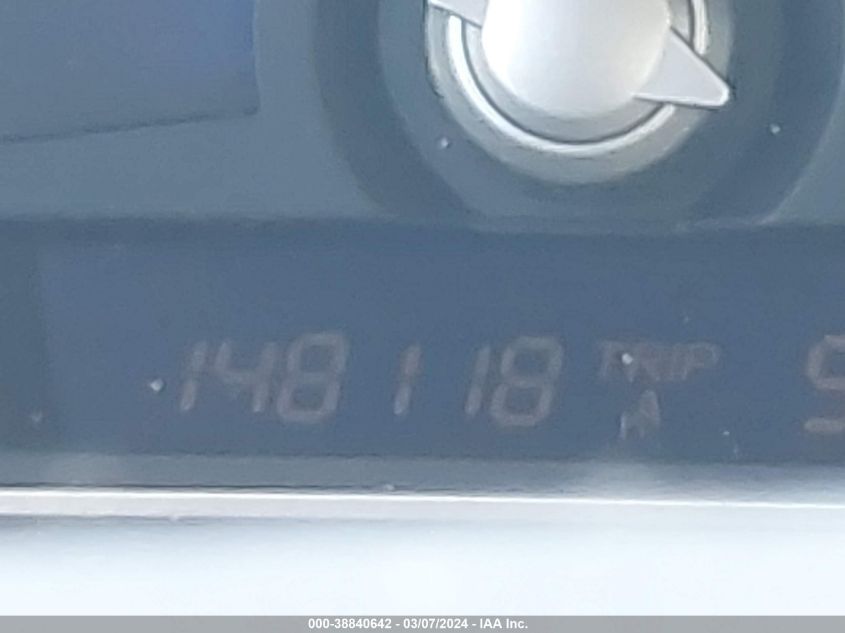 148118 TRIP
A
000-38840642 - 03/07/2024 - IAA Inc.